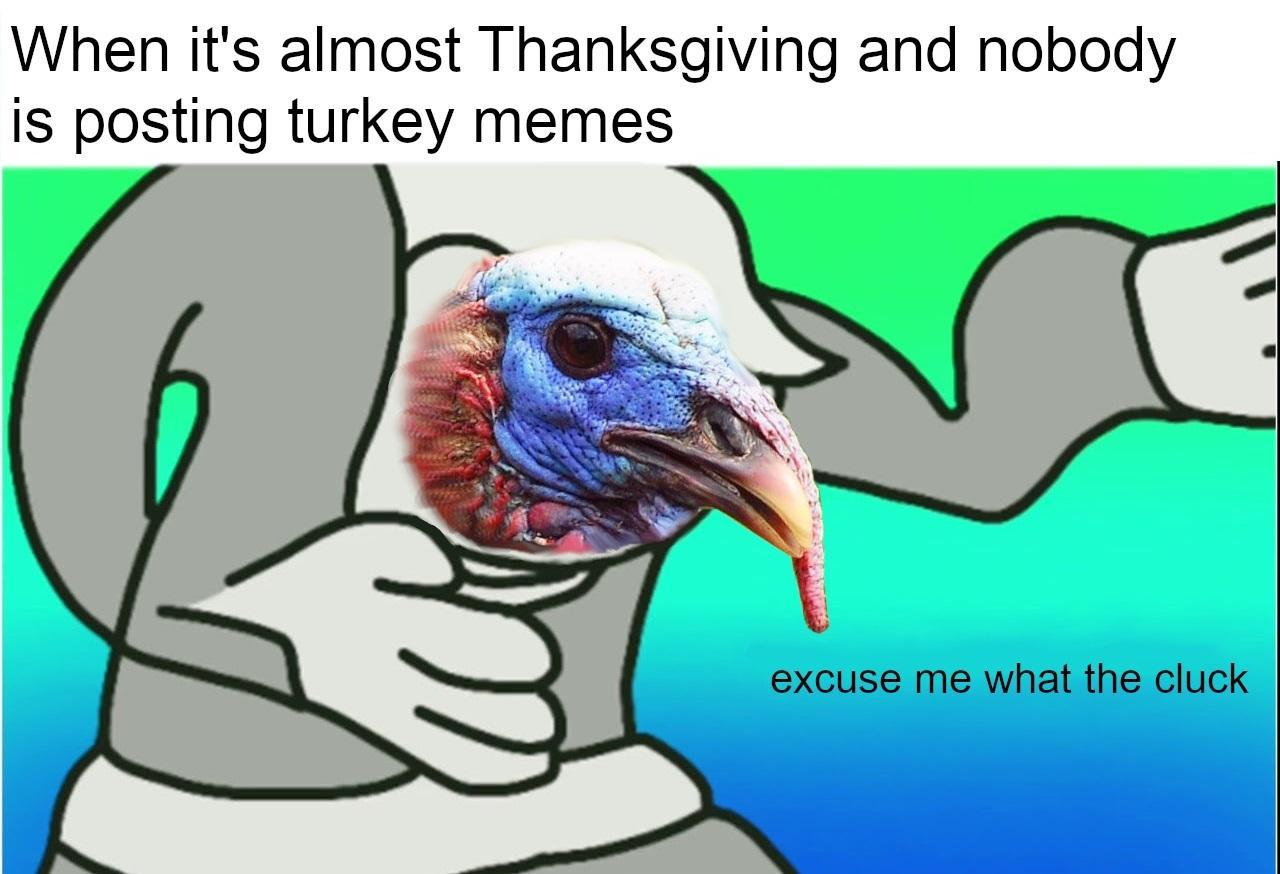 When it's almost Thanksgiving and nobody
is posting turkey memes
excuse me what the cluck